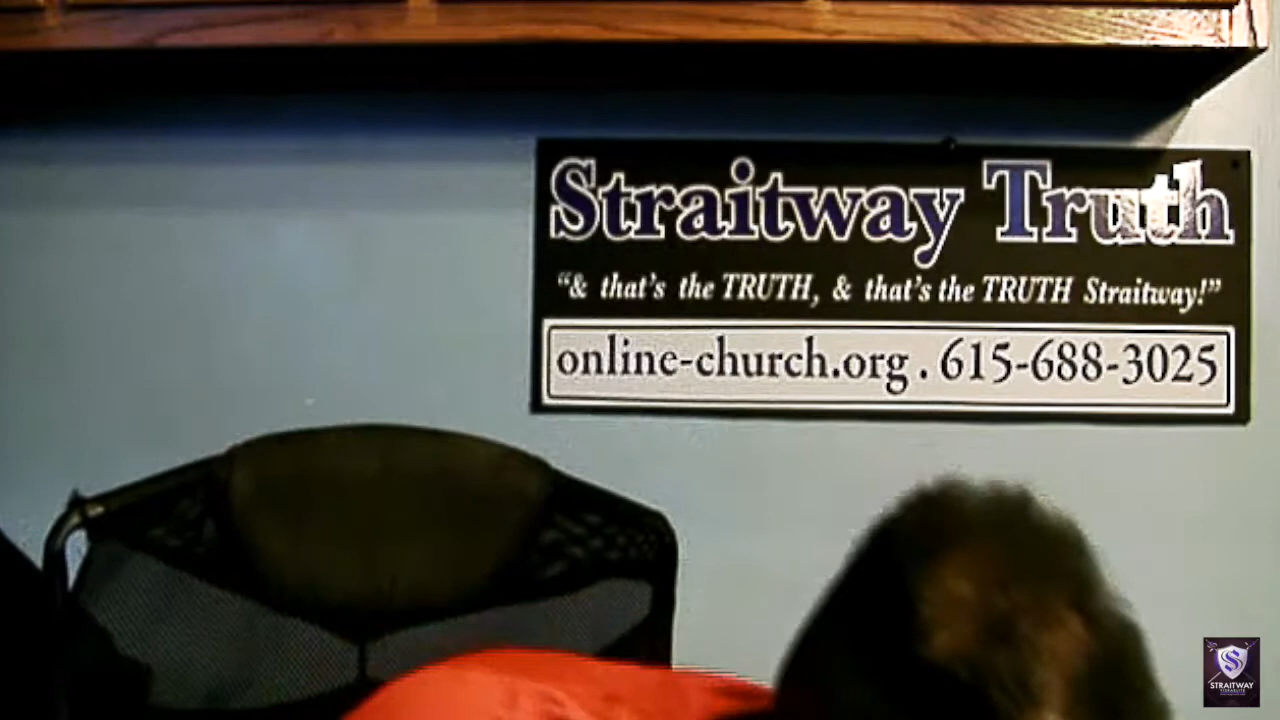 Straitway Truth
“& that's the TRUTH, & that's the TRUTH Straitway!”
online-church.org . 615-688-3025
S
STRAITWAY